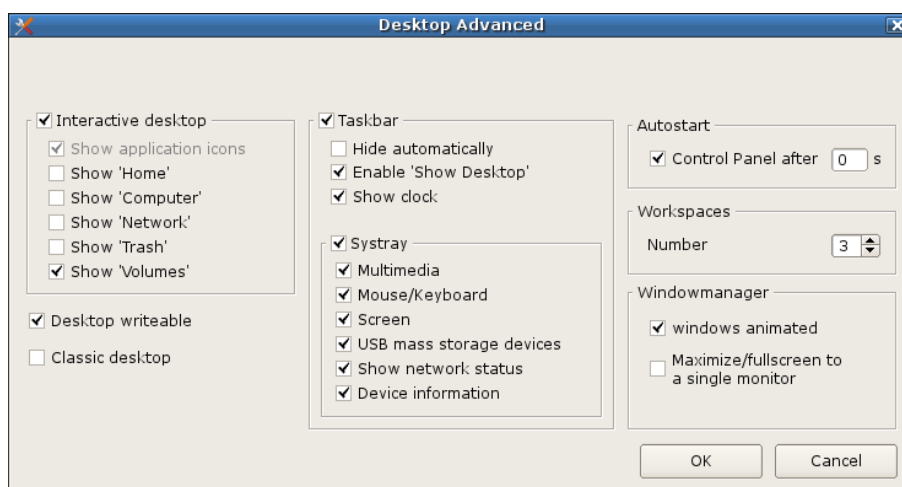 Desktop Advanced
Interactive desktop
Show application icons
Show 'Home'
Show 'Computer'
Show 'Network'
Show 'Trash'
Show 'Volumes'
Desktop writeable
Classic desktop
Taskbar
Hide automatically
Enable 'Show Desktop'
Show clock
Systray
Multimedia
Mouse/Keyboard
Screen
USB mass storage devices
Show network status
Device information
Autostart
Control Panel after 0 s
Workspaces
Number 3
Windowmanager
windows animated
Maximize/fullscreen to
a single monitor
OK Cancel